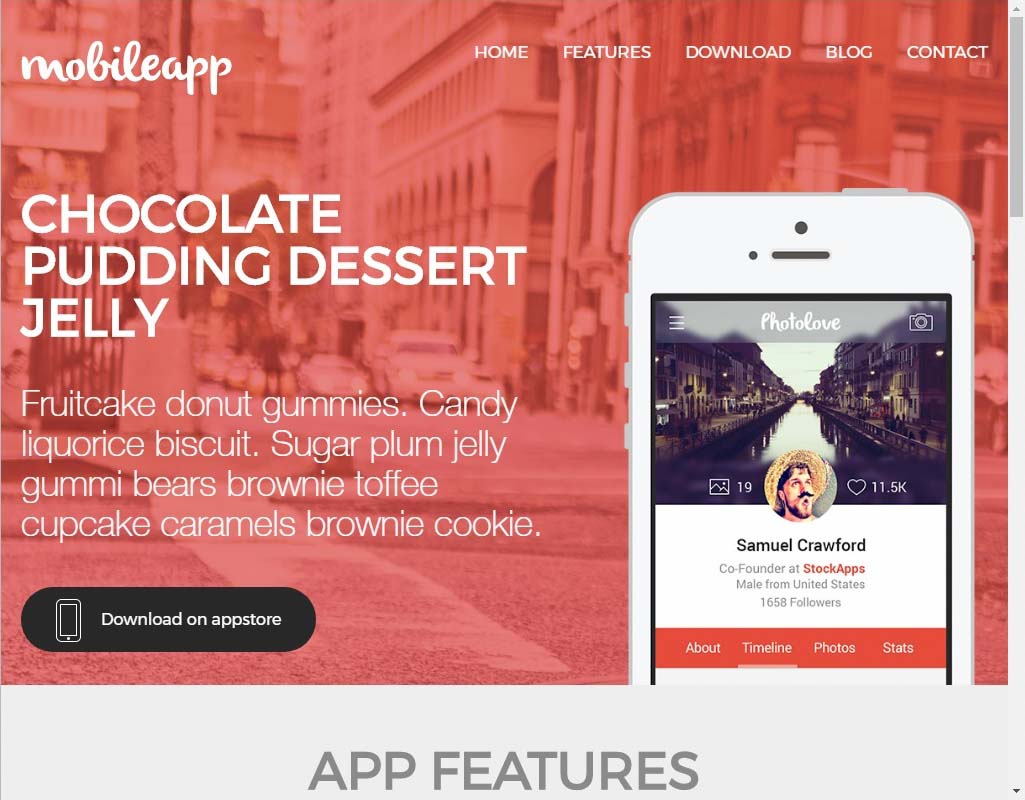 mobileapp
HOME FEATURES DOWNLOAD BLOG CONTACT
CHOCOLATE
PUDDING DESSERT
JELLY
Fruitcake donut gummies. Candy
liquorice biscuit. Sugar plum jelly
gummi bears brownie toffee
cupcake caramels brownie cookie.
Download on appstore
Photolove
19
11.5K
Samuel Crawford
Co-Founder at StockApps
Male from United States
1658 Followers
About Timeline Photos Stats
APP FEATURES